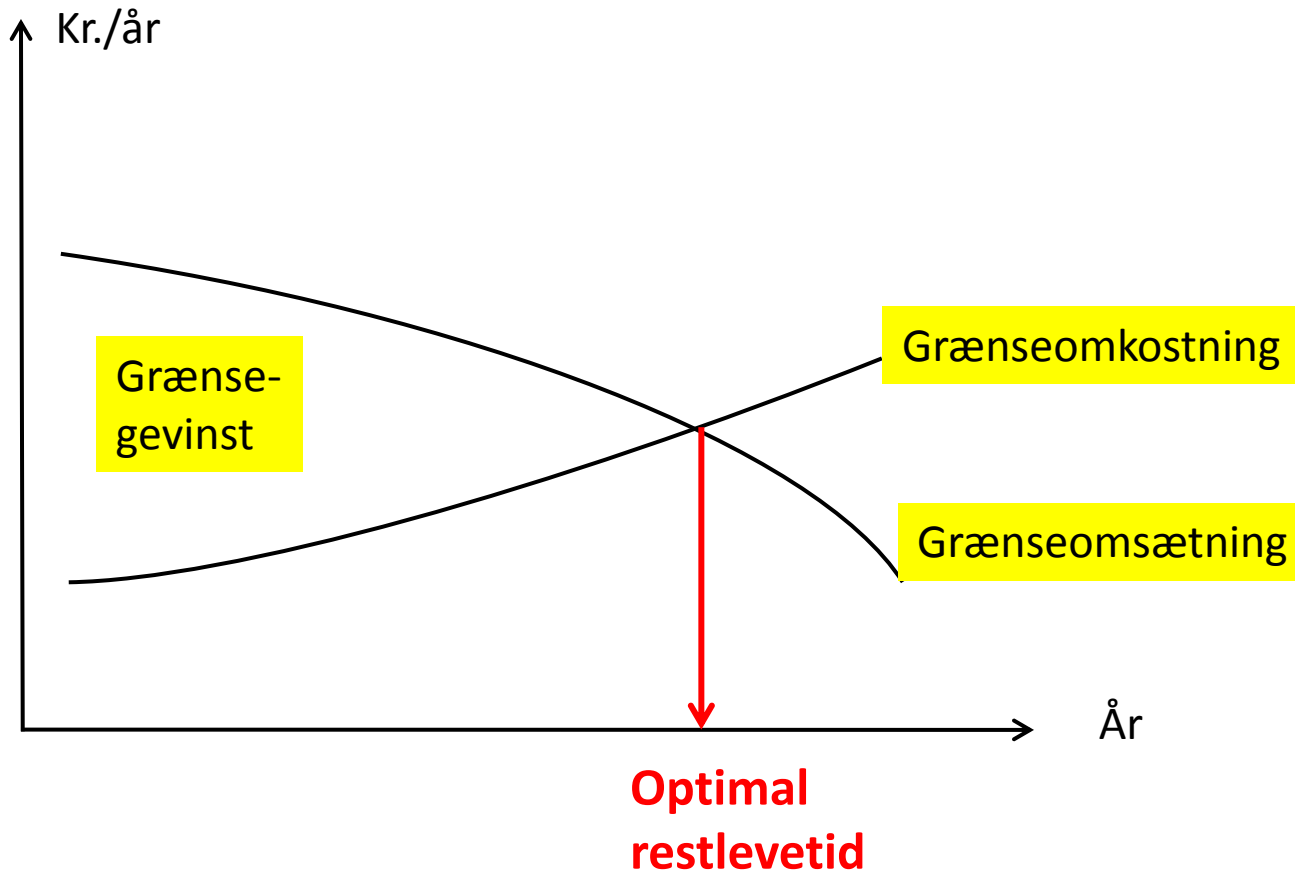 Kr./år
Grænseomkostning
Grænse-
gevinst
Grænseomsætning
År
Optimal
restlevetid